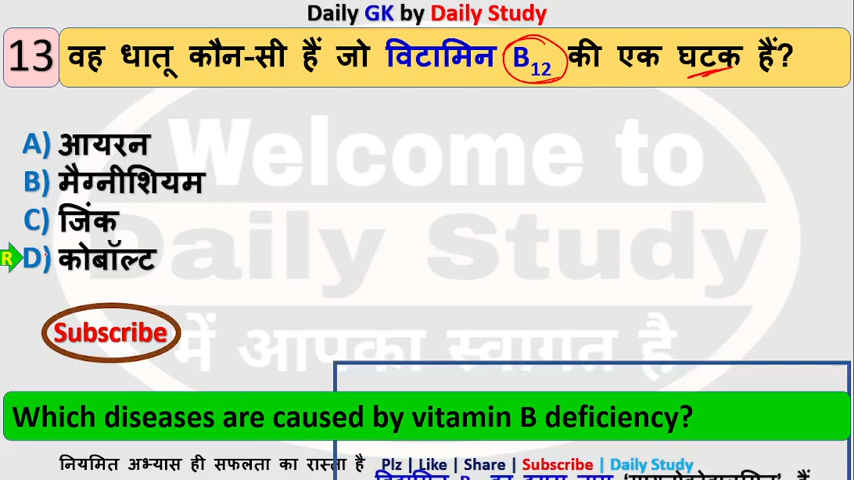 Daily GK by Daily Study
13 वह धातू कौन-सी हैं जो विटामिन B12 की एक घटक हैं?
Welcome to
A) आयरन
B) मैग्नीशियम
C) जिंक
Daily Study
R D) कोबॉल्ट
Subscribe
में आपका स्वागत है
Which diseases are caused by vitamin B deficiency?
नियमित अभ्यास ही सफलता का रास्ता है Plz | Like | Share | Subscribe | Daily Study
विटामिन B